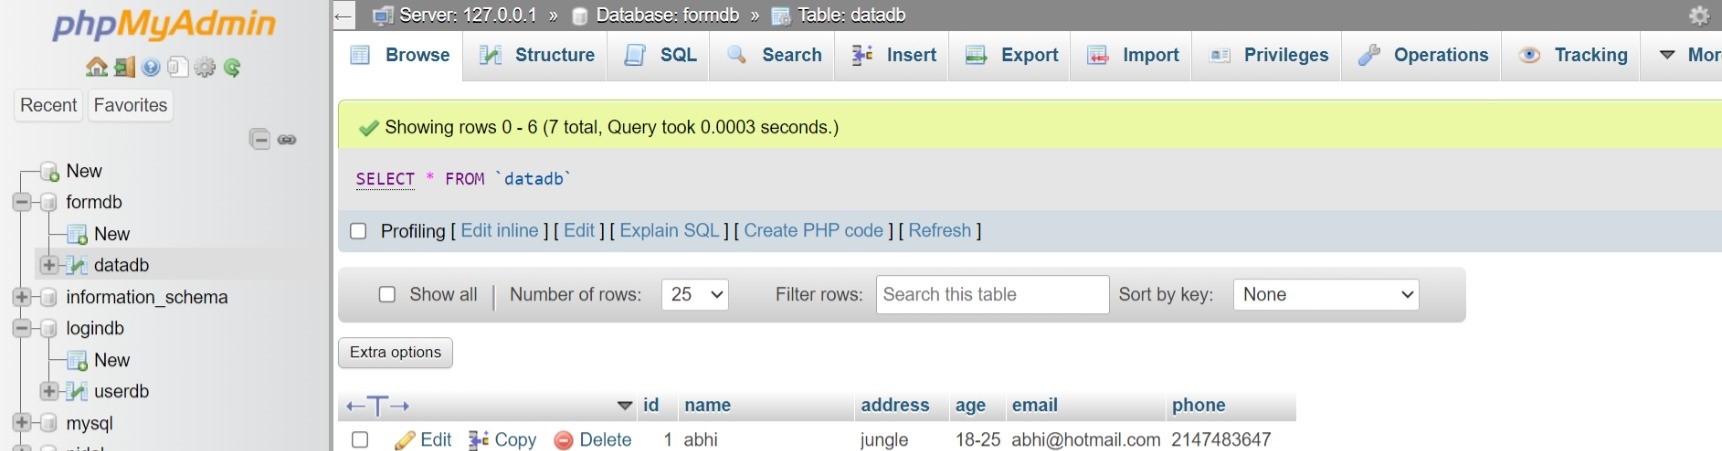 phpMyAdmin
Recent Favorites
New
formdb
New
datadb
information_schema
logindb
New
userdb
mysql
Server: 127.0.0.1 » Database: formdb » Table: datadb
Browse Structure SQL Search Insert Export Import Privileges Operations Tracking Mor
Showing rows 0 - 6 (7 total, Query took 0.0003 seconds.)
SELECT * FROM `datadb`
Profiling [ Edit inline ] [ Edit ] [ Explain SQL ] [ Create PHP code ] [ Refresh ]
Show all | Number of rows: 25 Filter rows: Search this table Sort by key: None
Extra options
←T→ id name address age email phone
Edit Copy Delete 1 abhi jungle 18-25 abhi@hotmail.com 2147483647